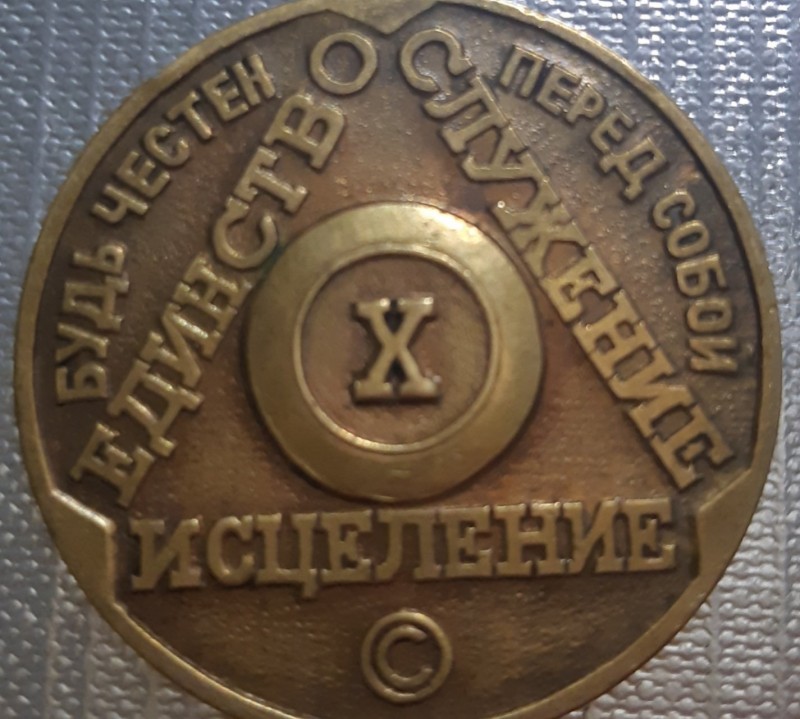 БУДЬ ЧЕСТЕН ПЕРЕД СОБОЙ
ЕДИНСТВО
СЛУЖЕНИЕ
X
ИСЦЕЛЕНИЕ
©